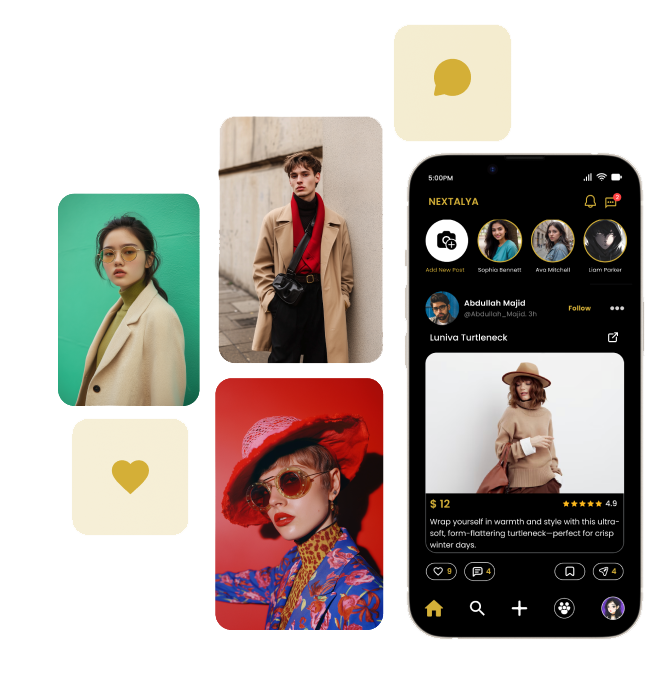 5:00PM
NEXTALYA
2
Add New Post
Sophia Bennett
Ava Mitchell
Liam Parker
Abdullah Majid
@Abdullah_Majid, 3h
Follow
Luniva Turtleneck
$ 12
4.9
Wrap yourself in warmth and style with this ultra-
soft, form-flattering turtleneck—perfect for crisp
winter days.
9
4
4